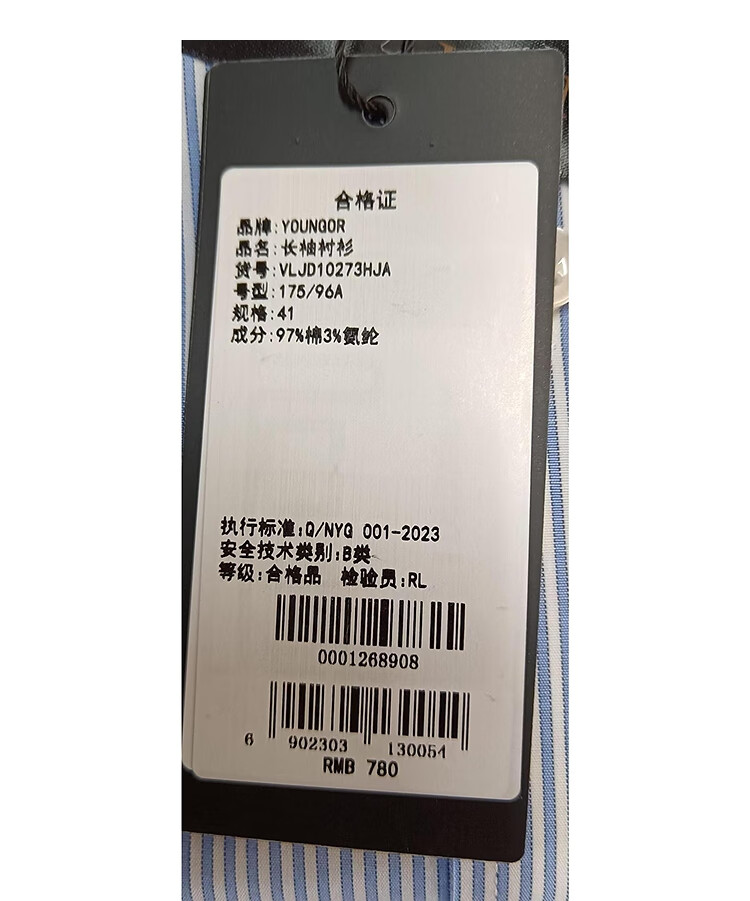 合格证
品牌:YOUNGOR
品名:长袖衬衫
货号:VLJD10273HJA
号型:175/96A
规格:41
成分:97%棉3%氨纶
执行标准:Q/NYG 001-2023
安全技术类别:B类
等级:合格品 检验员:RL
0001268908
6 902303 130054
RMB 780